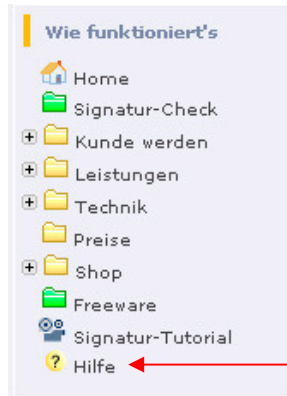 Wie funktioniert's
Home
Signatur-Check
Kunde werden
Leistungen
Technik
Preise
Shop
Freeware
Signatur-Tutorial
Hilfe